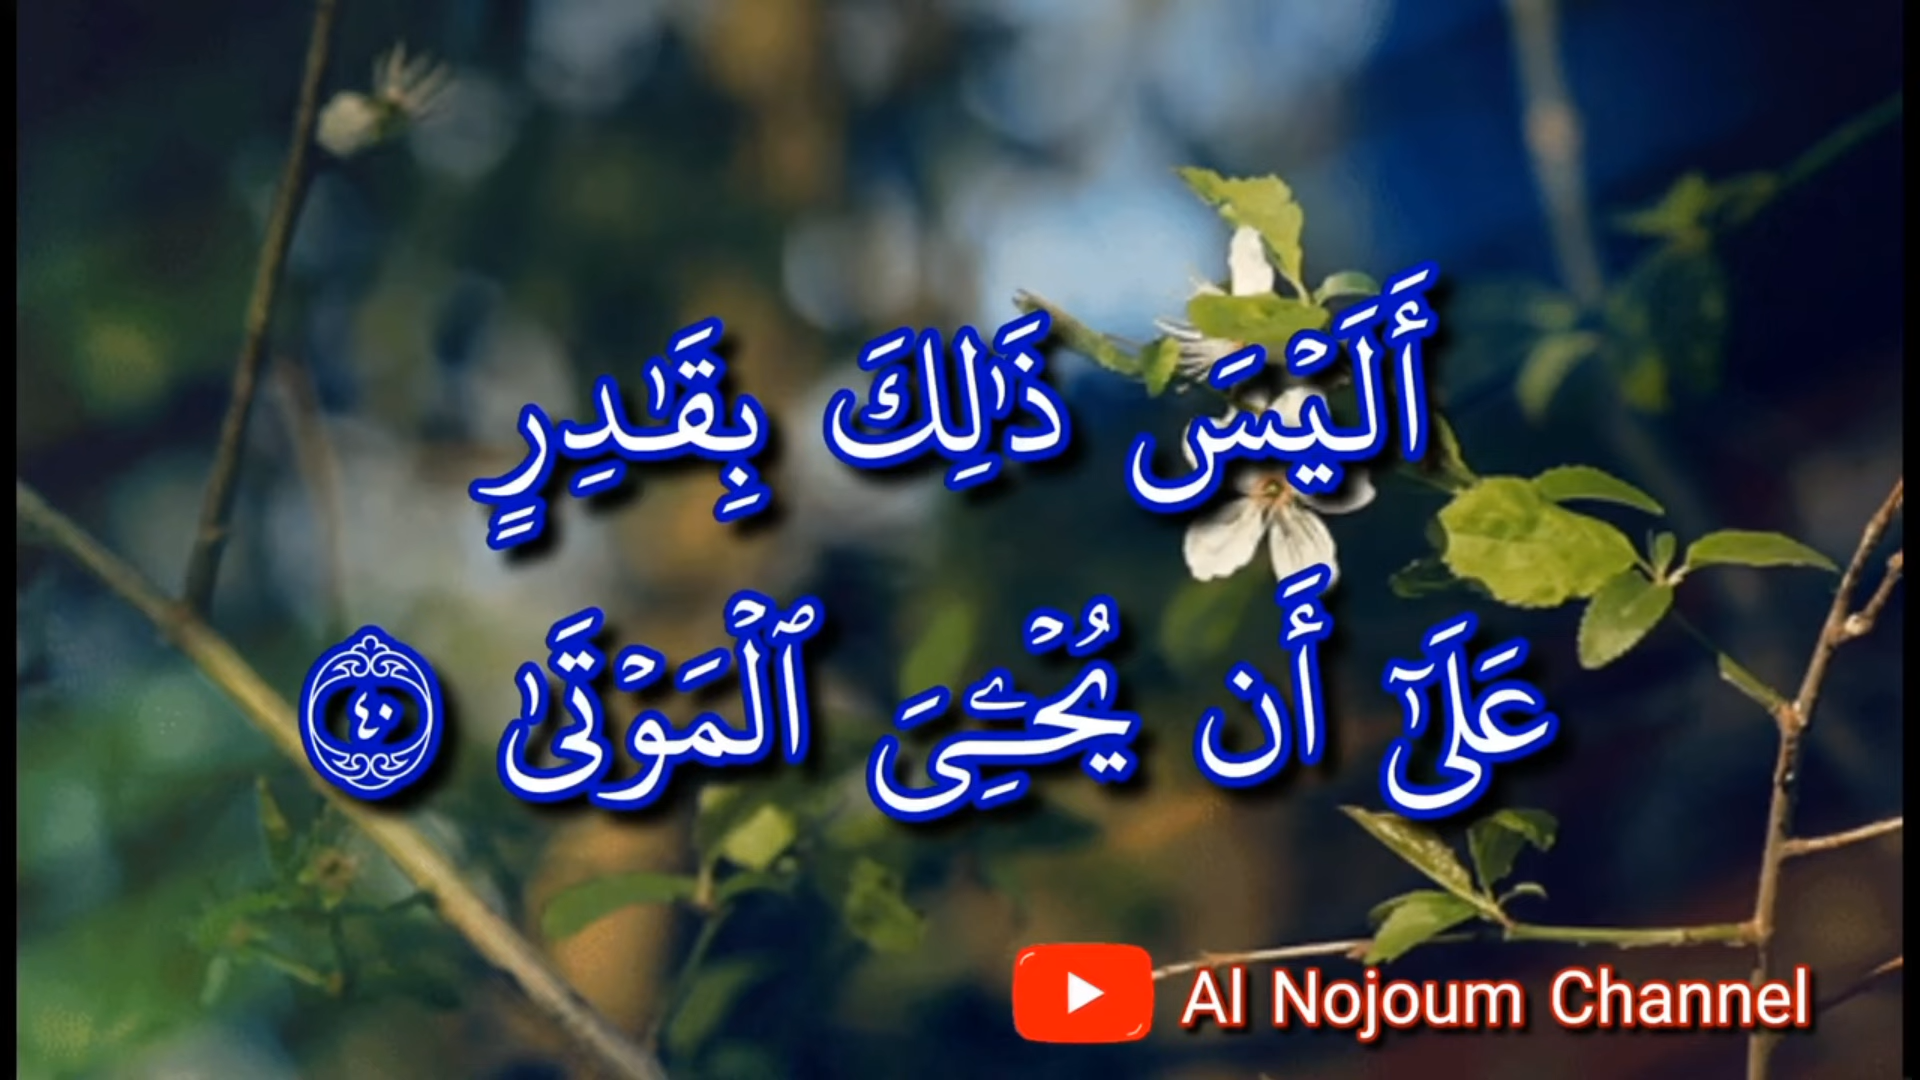 أَلَيْسَ ذَٰلِكَ بِقَٰدِرٍ
عَلَىٰٓ أَن يُحْـِۧىَ ٱلْمَوْتَىٰ ٤٠
Al Nojoum Channel